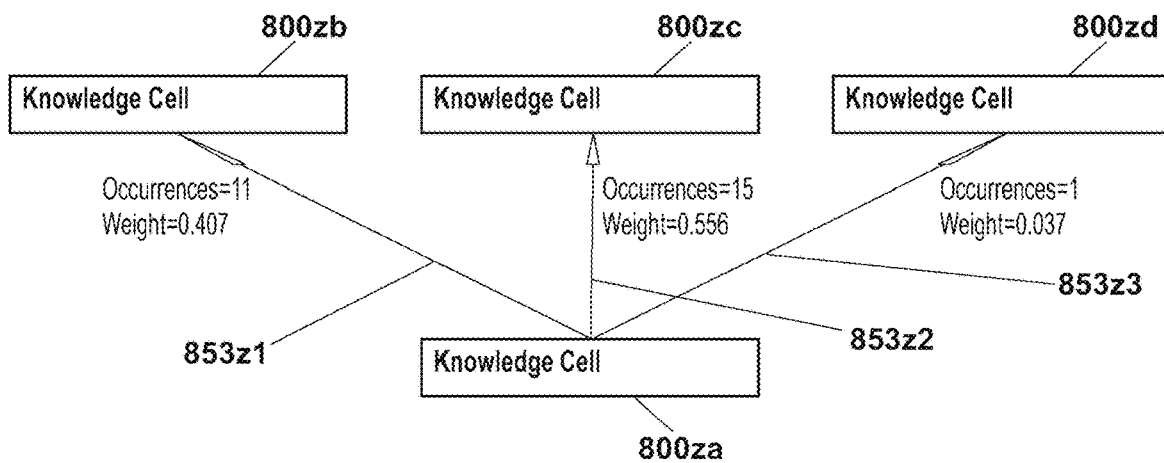 800zb
800zc
800zd
Knowledge Cell
Knowledge Cell
Knowledge Cell
Occurrences=11
Weight=0.407
Occurrences=15
Weight=0.556
Occurrences=1
Weight=0.037
853z1
853z2
853z3
Knowledge Cell
800za